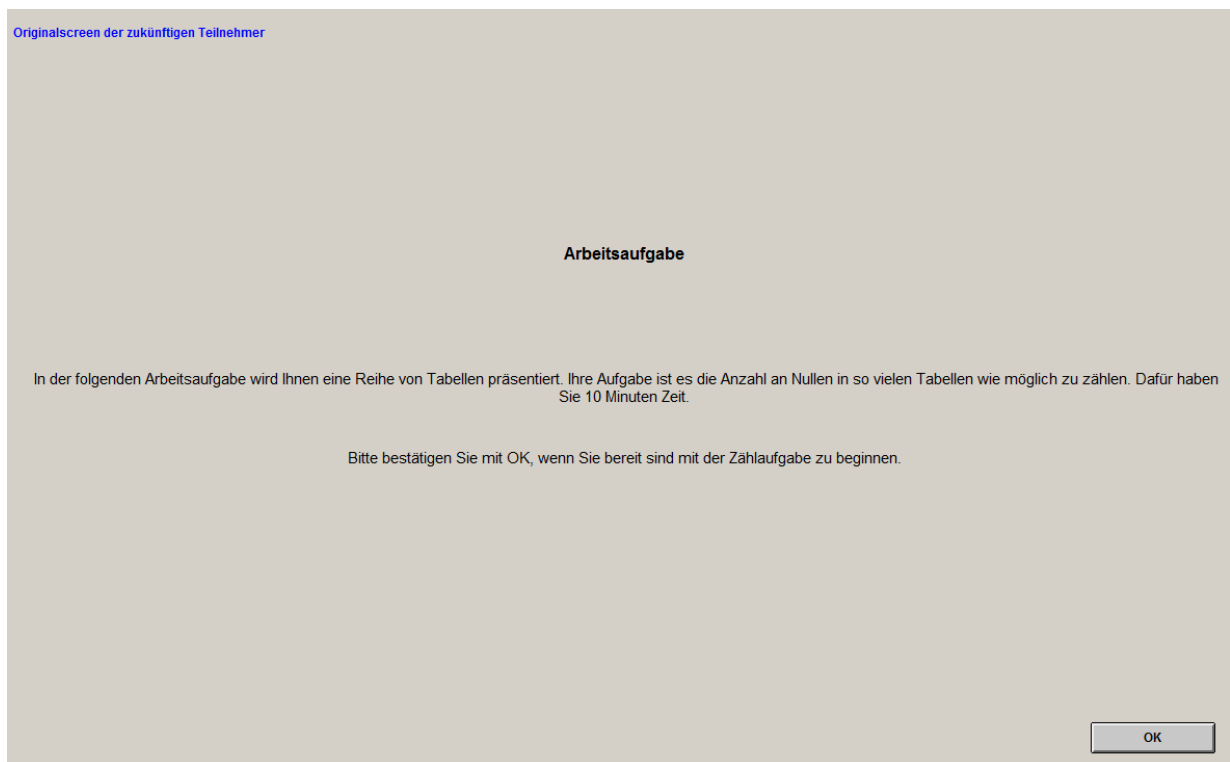 Originalscreen der zukünftigen Teilnehmer
Arbeitsaufgabe
In der folgenden Arbeitsaufgabe wird Ihnen eine Reihe von Tabellen präsentiert. Ihre Aufgabe ist es die Anzahl an Nullen in so vielen Tabellen wie möglich zu zählen. Dafür haben
Sie 10 Minuten Zeit.
Bitte bestätigen Sie mit OK, wenn Sie bereit sind mit der Zählaufgabe zu beginnen.
OK